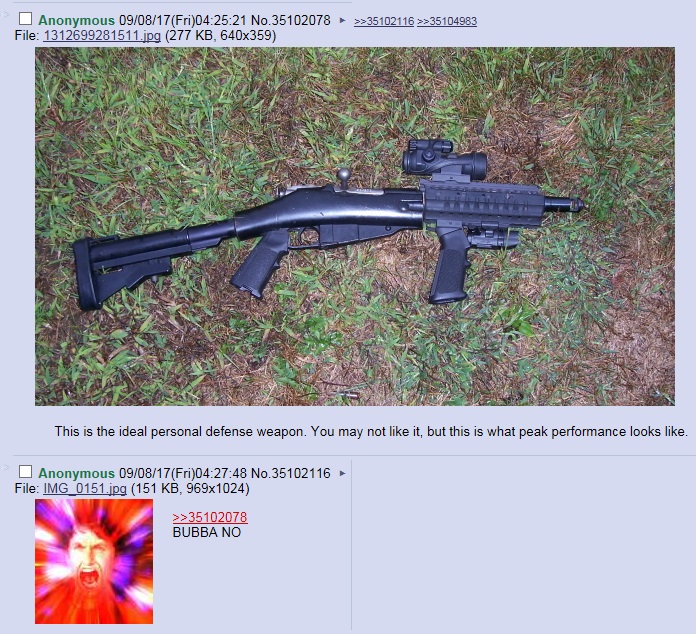 Anonymous 09/08/17(Fri)04:25:21 No.35102078 ▶ >>35102116 >>35104983
File: 1312699281511.jpg (277 KB, 640x359)
This is the ideal personal defense weapon. You may not like it, but this is what peak performance looks like.
Anonymous 09/08/17(Fri)04:27:48 No.35102116 ▶
File: IMG_0151.jpg (151 KB, 969x1024)
>>35102078
BUBBA NO